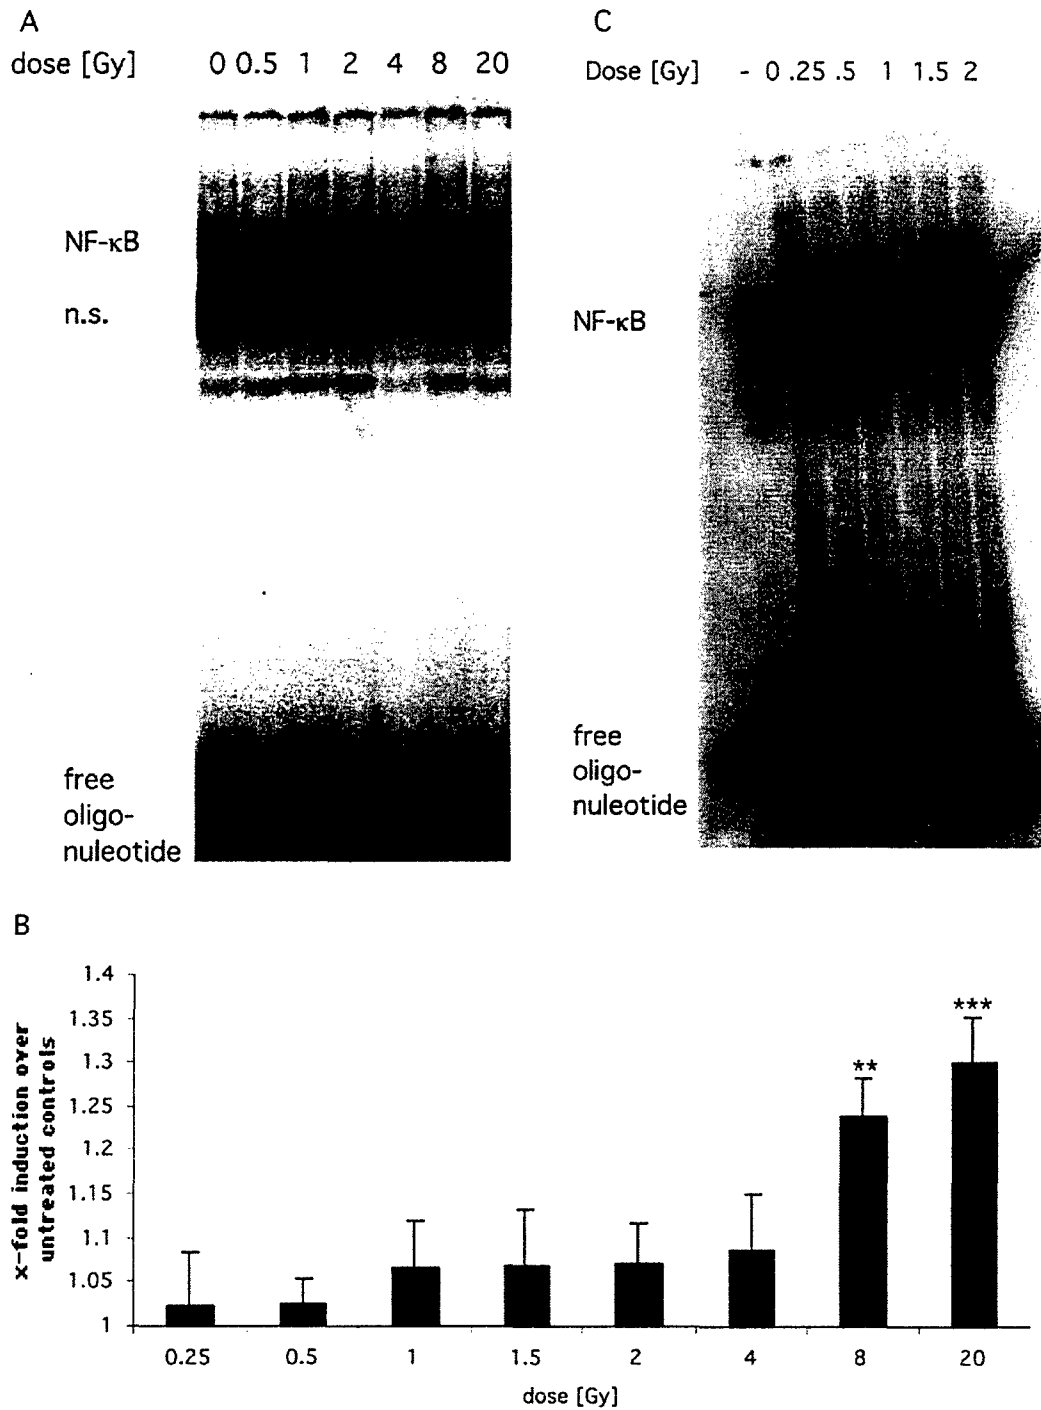 A
dose [Gy] 0 0.5 1 2 4 8 20
NF-κB
n.s.
free
oligo-
nuleotide
C
Dose [Gy] - 0 .25 .5 1 1.5 2
NF-κB
free
oligo-
nuleotide
B
x-fold induction over
untreated controls
1.4
1.35
1.3
1.25
1.2
1.15
1.1
1.05
1
** 
***
0.25 0.5 1 1.5 2 4 8 20
dose [Gy]